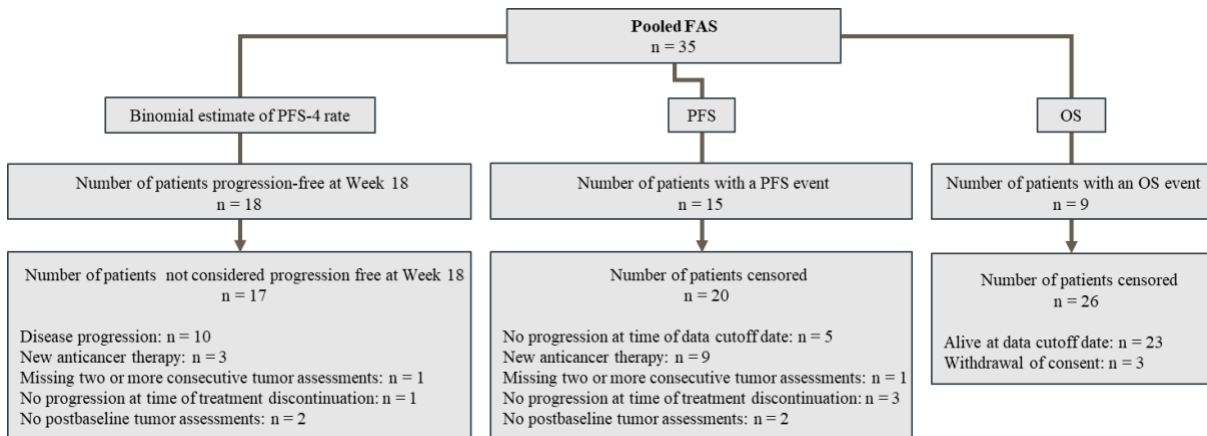 Pooled FAS
n = 35
Binomial estimate of PFS-4 rate
PFS
OS
Number of patients progression-free at Week 18
n = 18
Number of patients with a PFS event
n = 15
Number of patients with an OS event
n = 9
Number of patients not considered progression free at Week 18
n = 17
Disease progression: n = 10
New anticancer therapy: n = 3
Missing two or more consecutive tumor assessments: n = 1
No progression at time of treatment discontinuation: n = 1
No postbaseline tumor assessments: n = 2
Number of patients censored
n = 20
No progression at time of data cutoff date: n = 5
New anticancer therapy: n = 9
Missing two or more consecutive tumor assessments: n = 1
No progression at time of treatment discontinuation: n = 3
No postbaseline tumor assessments: n = 2
Number of patients censored
n = 26
Alive at data cutoff date: n = 23
Withdrawal of consent: n = 3